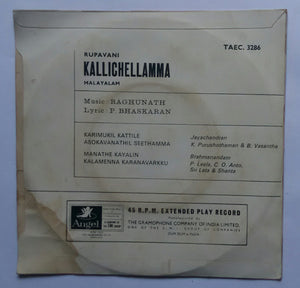 RUPAVANI
TAEC. 3286
KALLICHELLAMMA
MALAYALAM
Music: RAGHUNATH
Lyric: P. BHASKARAN
KARIMUKIL KATTILE
Jayachandran
ASOKAVANATHIL SEETHAMMA
K. Purushothaman & B. Vasantha
MANATHE KAYALIN
Brahmanandam
KALAMENNA KARANAVARKKU
P. Leela, C. O. Anto,
Sri Lata & Shanta
Angel
45 R.P.M. EXTENDED PLAY RECORD
THE GRAMOPHONE COMPANY OF INDIA LIMITED,